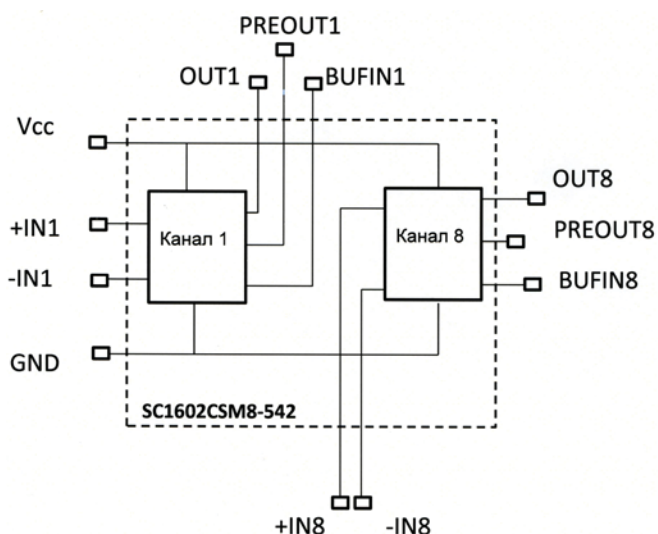 PREOUT1
OUT1
BUFIN1
Vcc
OUT8
+IN1
Канал 1
Канал 8
PREOUT8
-IN1
BUFIN8
GND
SC1602CSM8-542
+IN8
-IN8